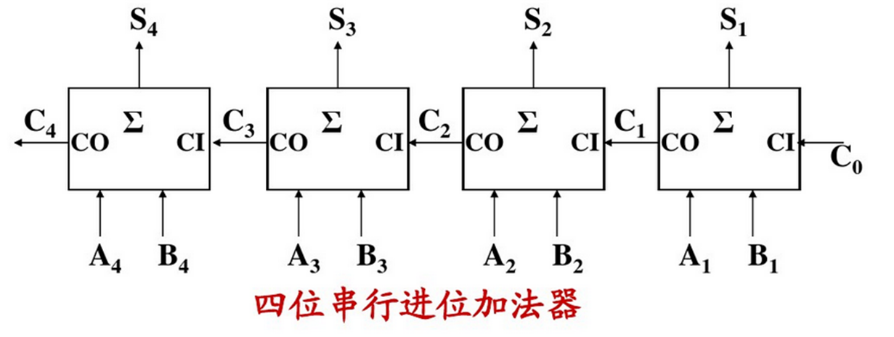 S₄ S₃ S₂ S₁
Σ Σ Σ Σ
C₄ CO CI C₃ CO CI C₂ CO CI C₁ CO CI C₀
A₄ B₄ A₃ B₃ A₂ B₂ A₁ B₁
四位串行进位加法器